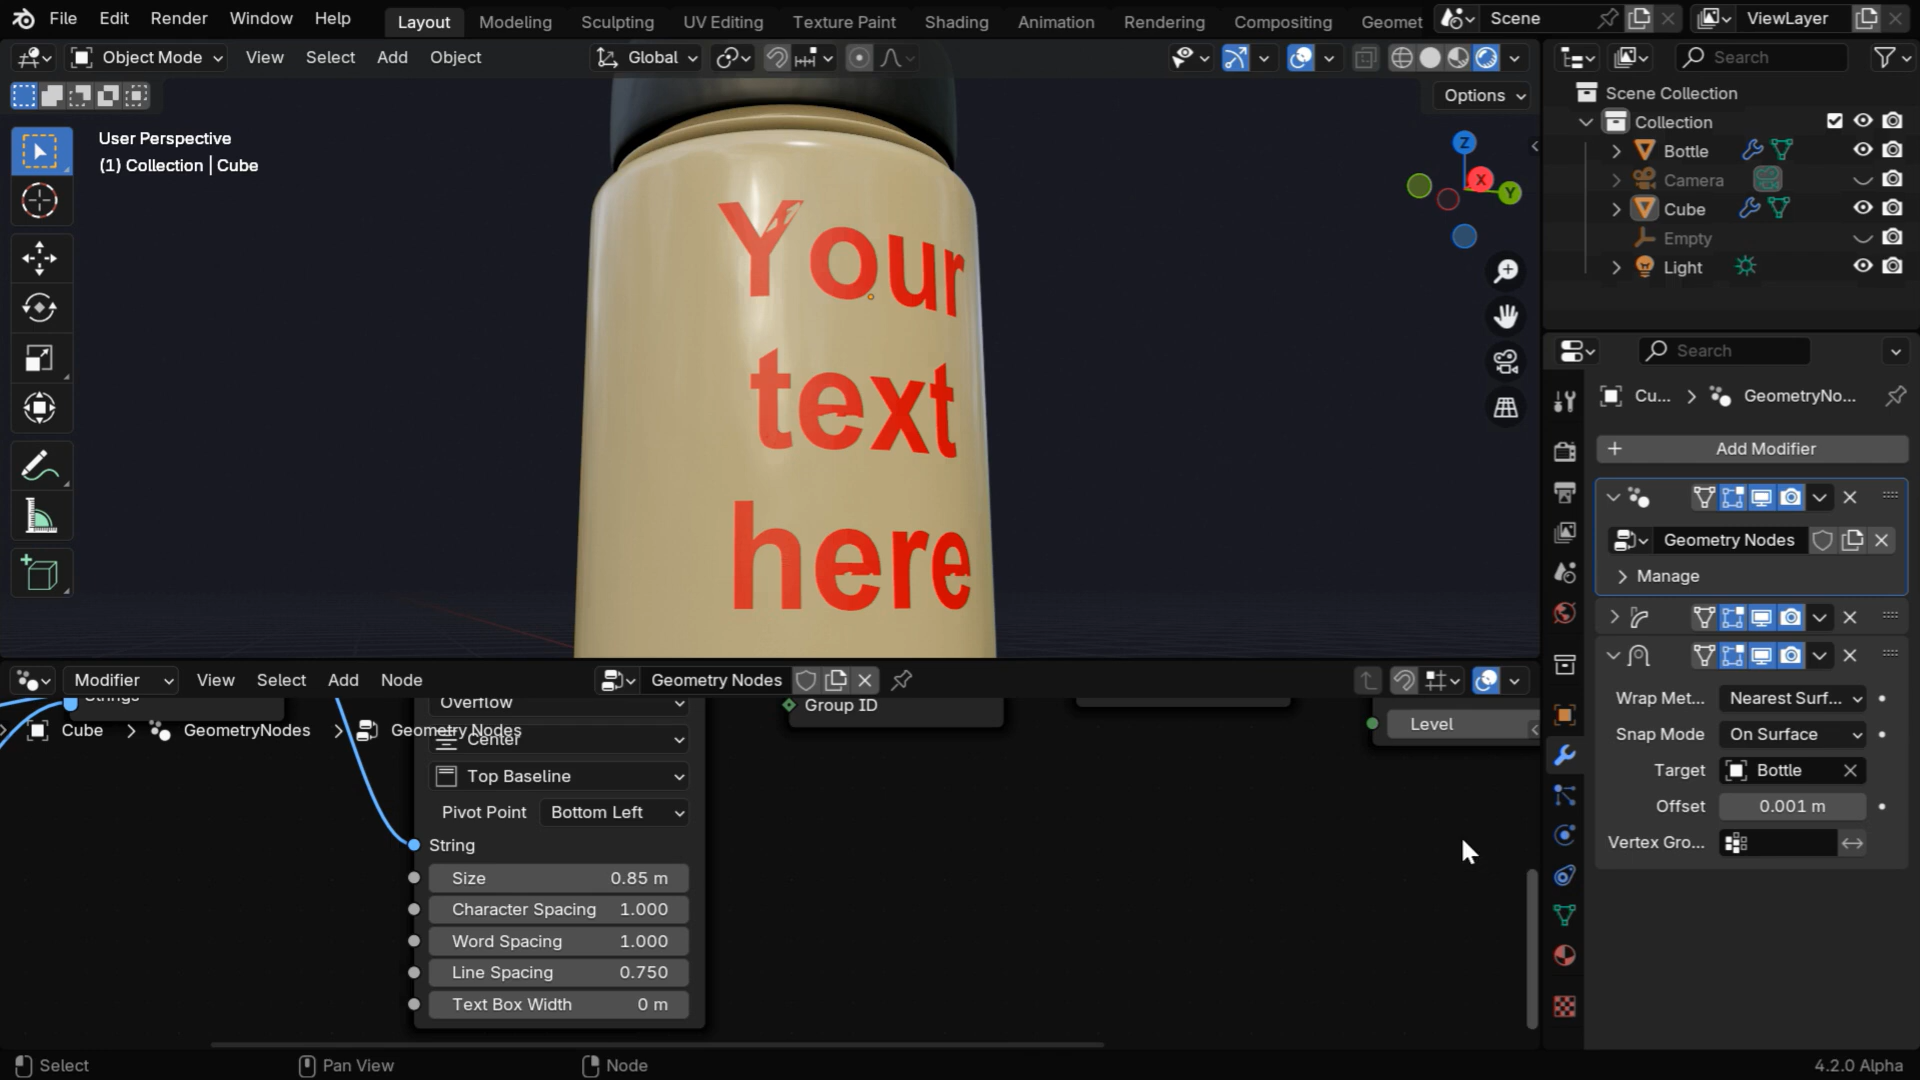 File Edit Render Window Help
Layout Modeling Sculpting UV Editing Texture Paint Shading Animation Rendering Compositing Geomet
Scene
ViewLayer
Object Mode View Select Add Object
Global
Search
Options
User Perspective
(1) Collection | Cube
Z
X
Y
Your
text
here
Scene Collection
Collection
Bottle
Camera
Cube
Empty
Light
Search
Cu... GeometryNo...
Add Modifier
Geometry Nodes
Manage
Wrap Met... Nearest Surf...
Snap Mode On Surface
Target Bottle
Offset 0.001 m
Vertex Gro...
Modifier View Select Add Node
Geometry Nodes
Strings
Cube GeometryNodes Geometry Nodes
Overflow
Center
Top Baseline
Pivot Point Bottom Left
String
Size 0.85 m
Character Spacing 1.000
Word Spacing 1.000
Line Spacing 0.750
Text Box Width 0 m
Group ID
Level
Select Pan View Node
4.2.0 Alpha